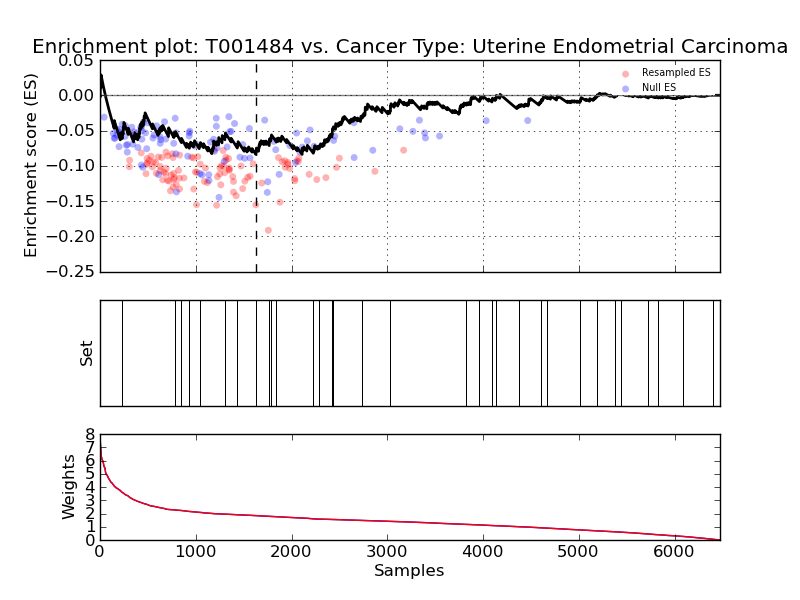 Enrichment plot: T001484 vs. Cancer Type: Uterine Endometrial Carcinoma
0.05
0.00
−0.05
−0.10
−0.15
−0.20
−0.25
Enrichment score (ES)
Resampled ES
Null ES
Set
8
7
6
5
4
3
2
1
0
Weights
0 1000 2000 3000 4000 5000 6000
Samples